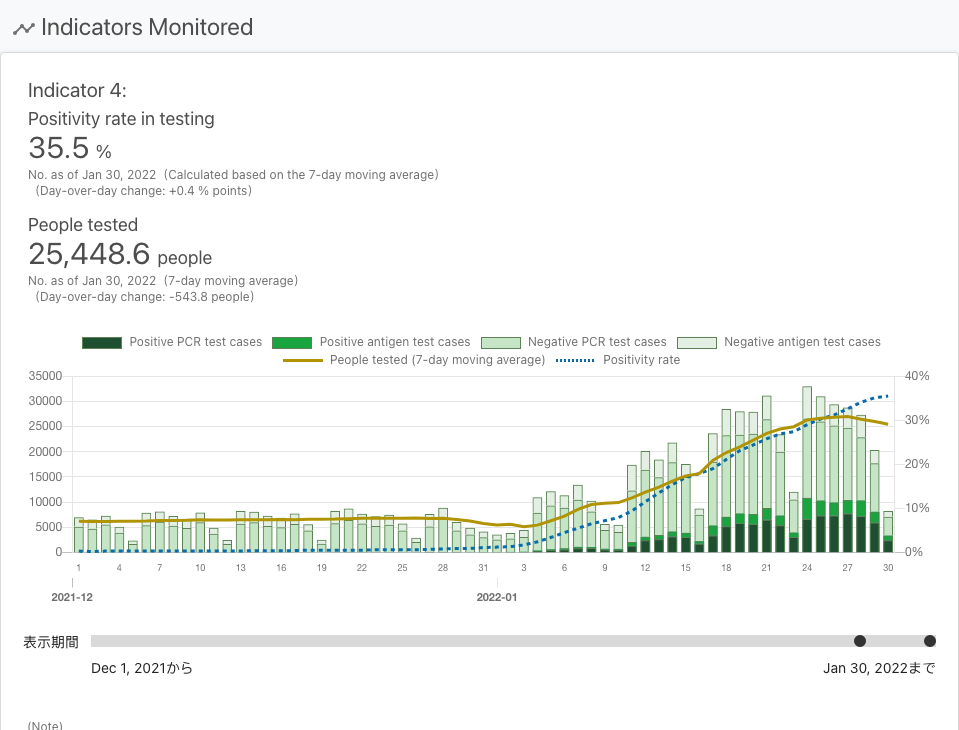 Indicators Monitored
Indicator 4:
Positivity rate in testing
35.5 %
No. as of Jan 30, 2022 (Calculated based on the 7-day moving average)
(Day-over-day change: +0.4 % points)
People tested
25,448.6 people
No. as of Jan 30, 2022 (7-day moving average)
(Day-over-day change: -543.8 people)
Positive PCR test cases Positive antigen test cases Negative PCR test cases Negative antigen test cases
People tested (7-day moving average) Positivity rate
35000 40%
30000
25000 30%
20000
15000 20%
10000
5000 10%
0 0%
1 4 7 10 13 16 19 22 25 28 31 3 6 9 12 15 18 21 24 27 30
2021-12 2022-01
表示期間
Dec 1, 2021から Jan 30, 2022まで
(Note)